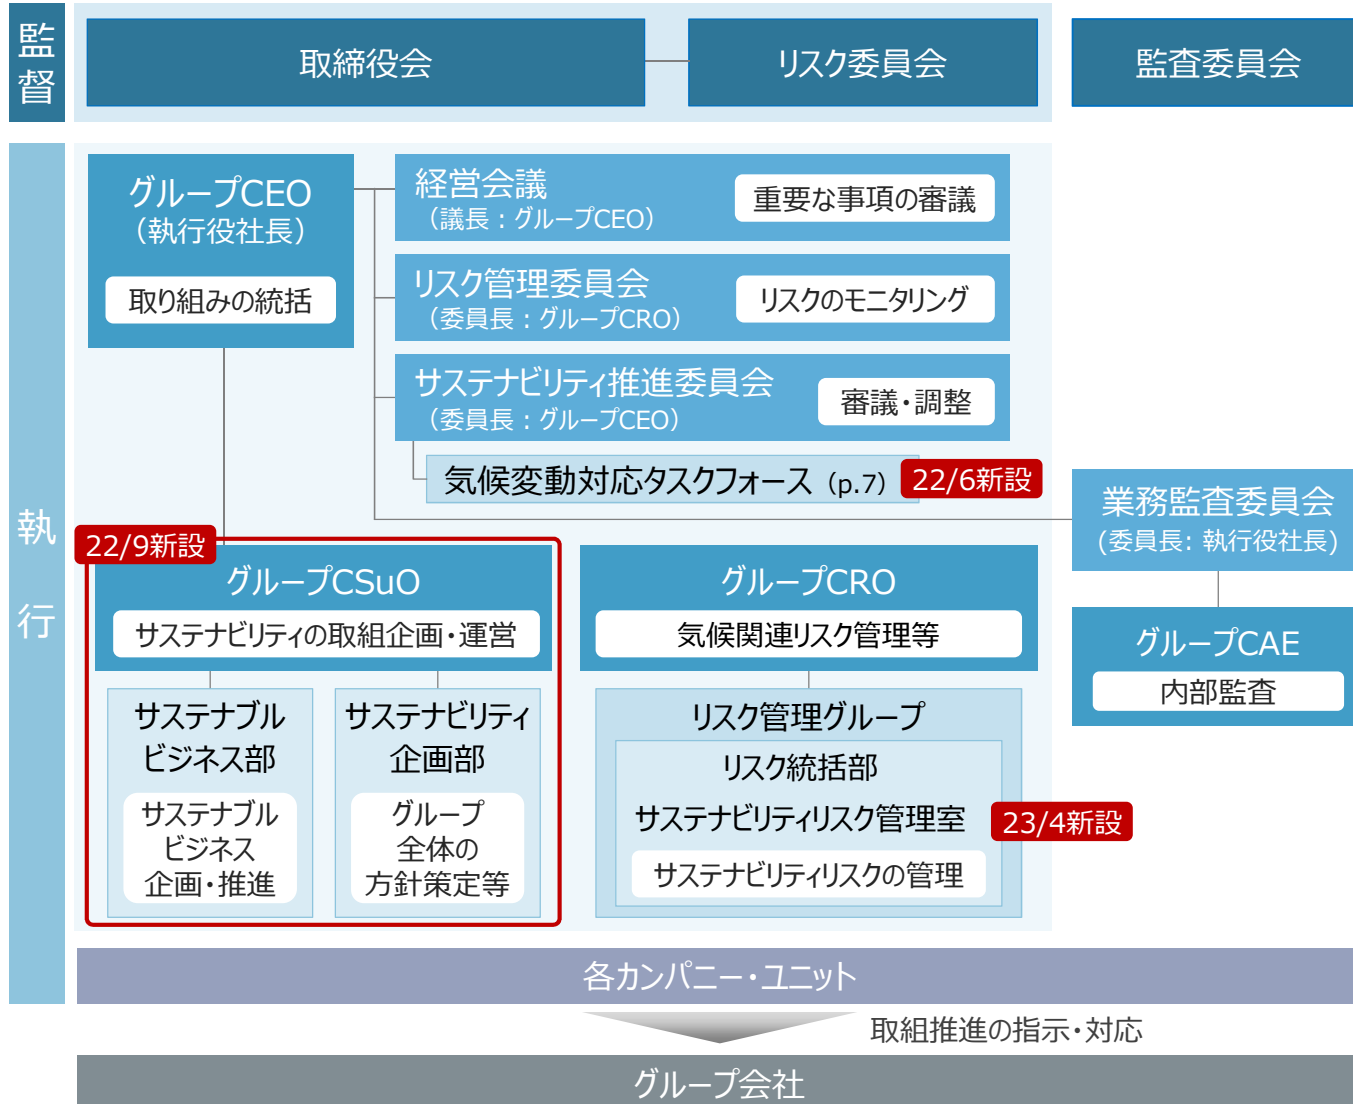 監
督
取締役会
リスク委員会
監査委員会
執
行
グループCEO
（執行役社長）
取り組みの統括
経営会議
（議長：グループCEO）
重要な事項の審議
リスク管理委員会
（委員長：グループCRO）
リスクのモニタリング
サステナビリティ推進委員会
（委員長：グループCEO）
審議・調整
気候変動対応タスクフォース（p.7）
22/6新設
業務監査委員会
(委員長: 執行役社長)
グループCAE
内部監査
22/9新設
グループCSuO
サステナビリティの取組企画・運営
サステナブル
ビジネス部
サステナブル
ビジネス
企画・推進
サステナビリティ
企画部
グループ
全体の
方針策定等
グループCRO
気候関連リスク管理等
リスク管理グループ
リスク統括部
サステナビリティリスク管理室
23/4新設
サステナビリティリスクの管理
各カンパニー・ユニット
取組推進の指示・対応
グループ会社